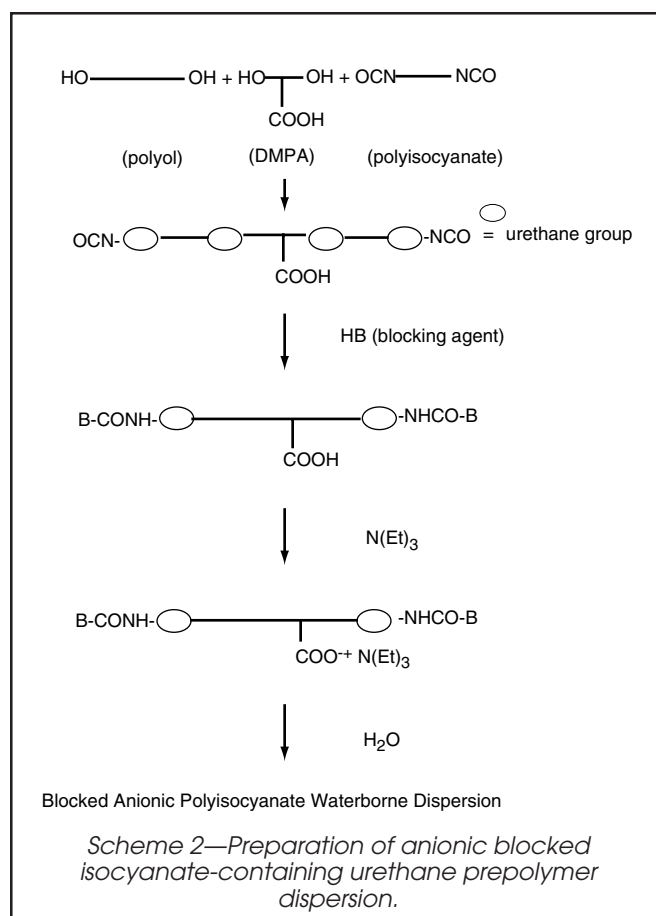 HO OH + HO OH + OCN NCO
COOH
(polyol) (DMPA) (polyisocyanate)
OCN- -NCO = urethane group
COOH
HB (blocking agent)
B-CONH- -NHCO-B
COOH
N(Et)3
B-CONH- -NHCO-B
COO-+ N(Et)3
H2O
Blocked Anionic Polyisocyanate Waterborne Dispersion
Scheme 2—Preparation of anionic blocked
isocyanate-containing urethane prepolymer
dispersion.